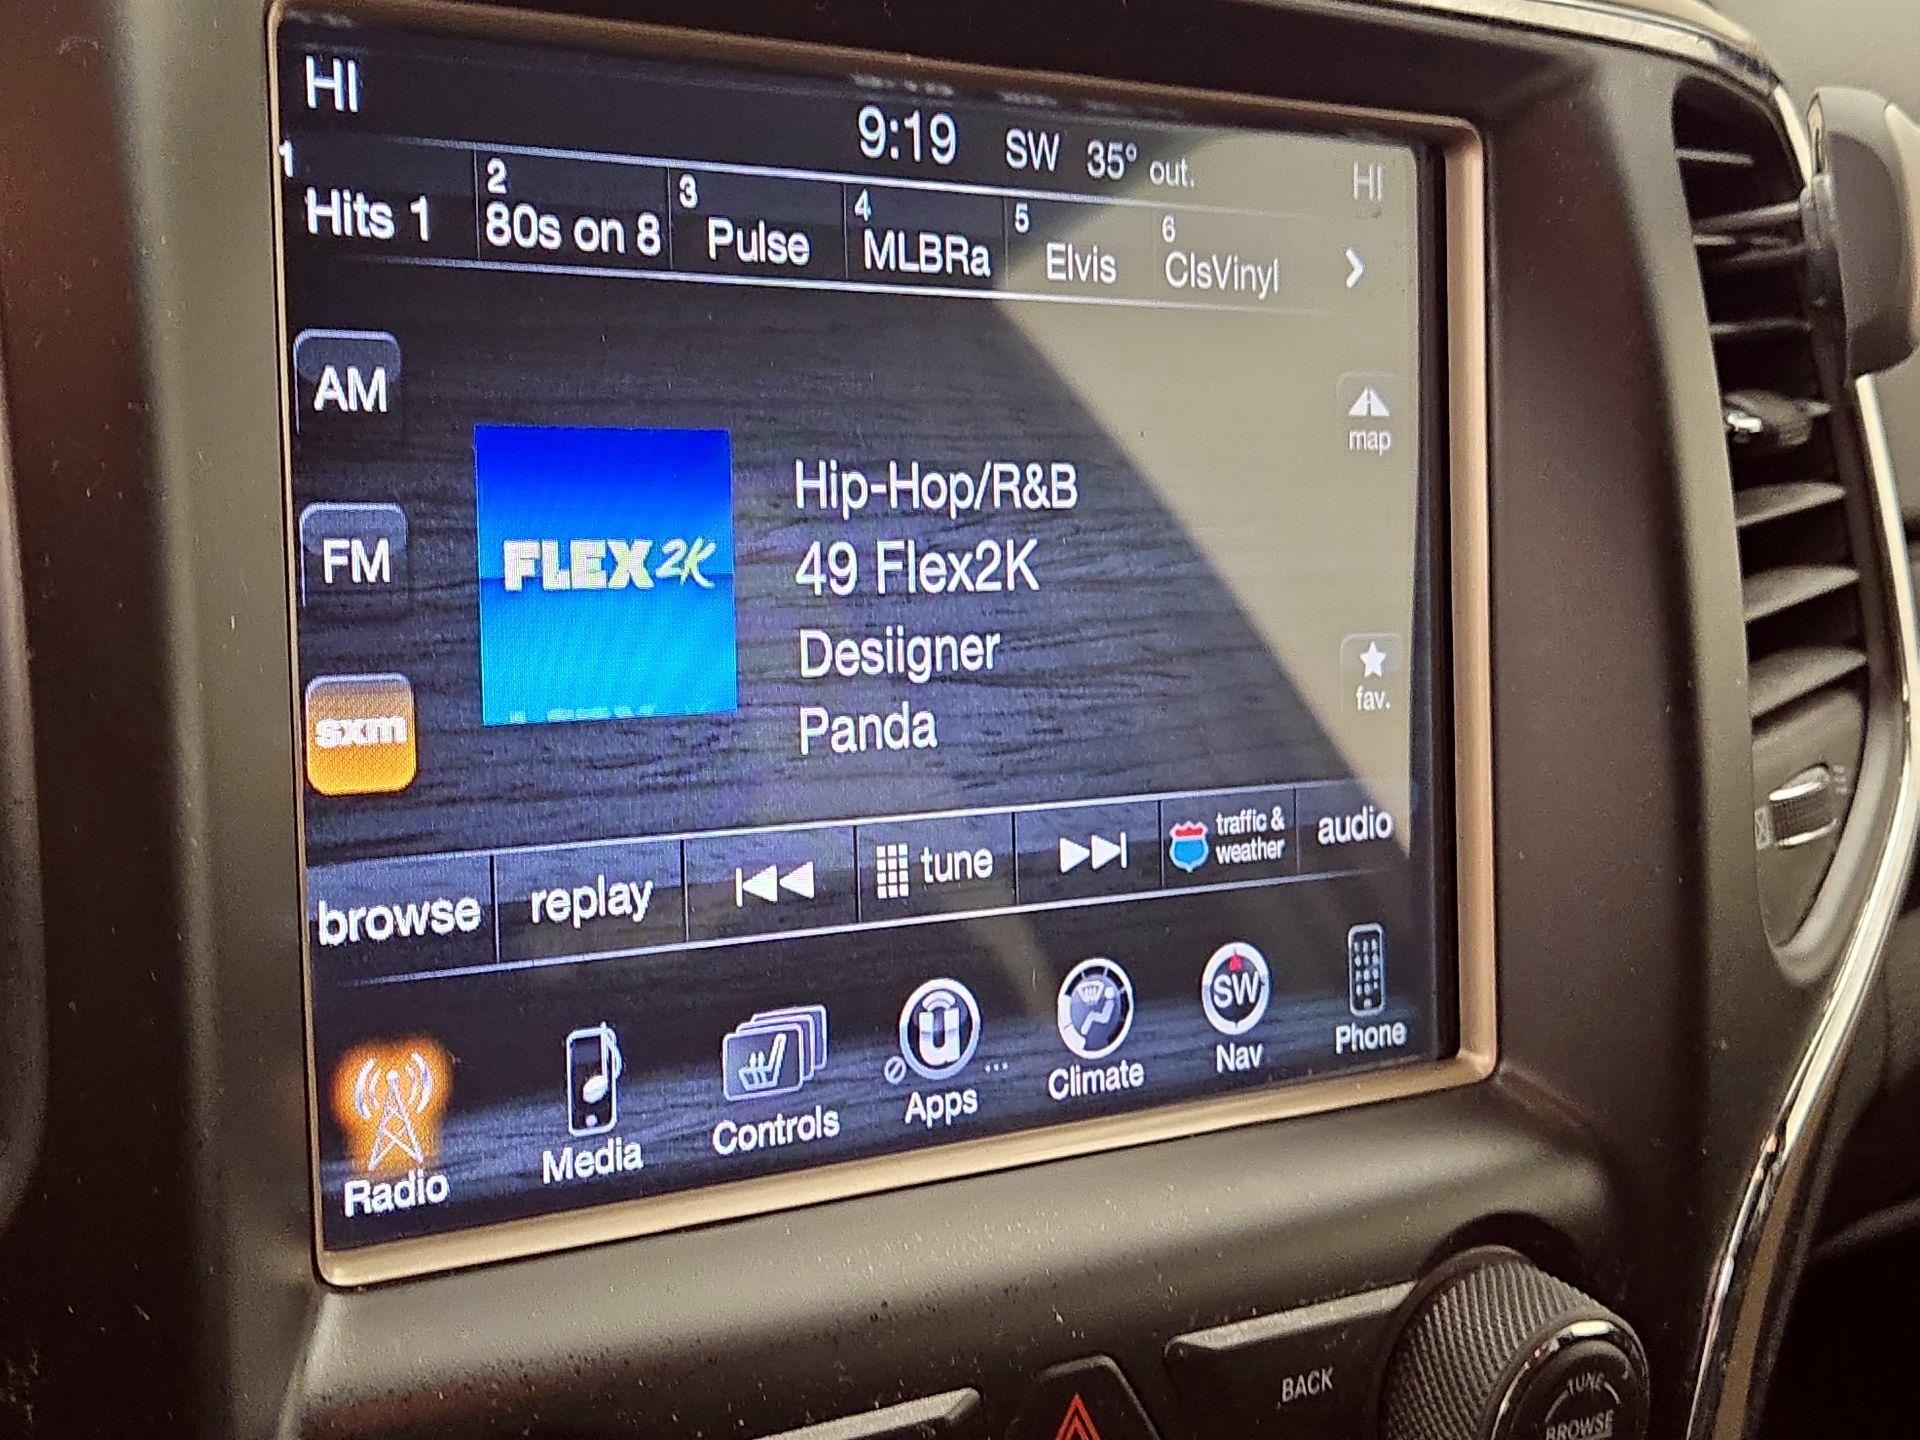 HI
9:19 SW 35° out.
HI
1 Hits 1
2 80s on 8
3 Pulse
4 MLBRa
5 Elvis
6 ClsVinyl
AM
FM
sxm
FLEX2K
Hip-Hop/R&B
49 Flex2K
Desiigner
Panda
map
fav.
browse
replay
tune
traffic &
weather
audio
Radio
Media
Controls
u
Apps
Climate
SW
Nav
Phone
BACK
TUNE
BROWSE